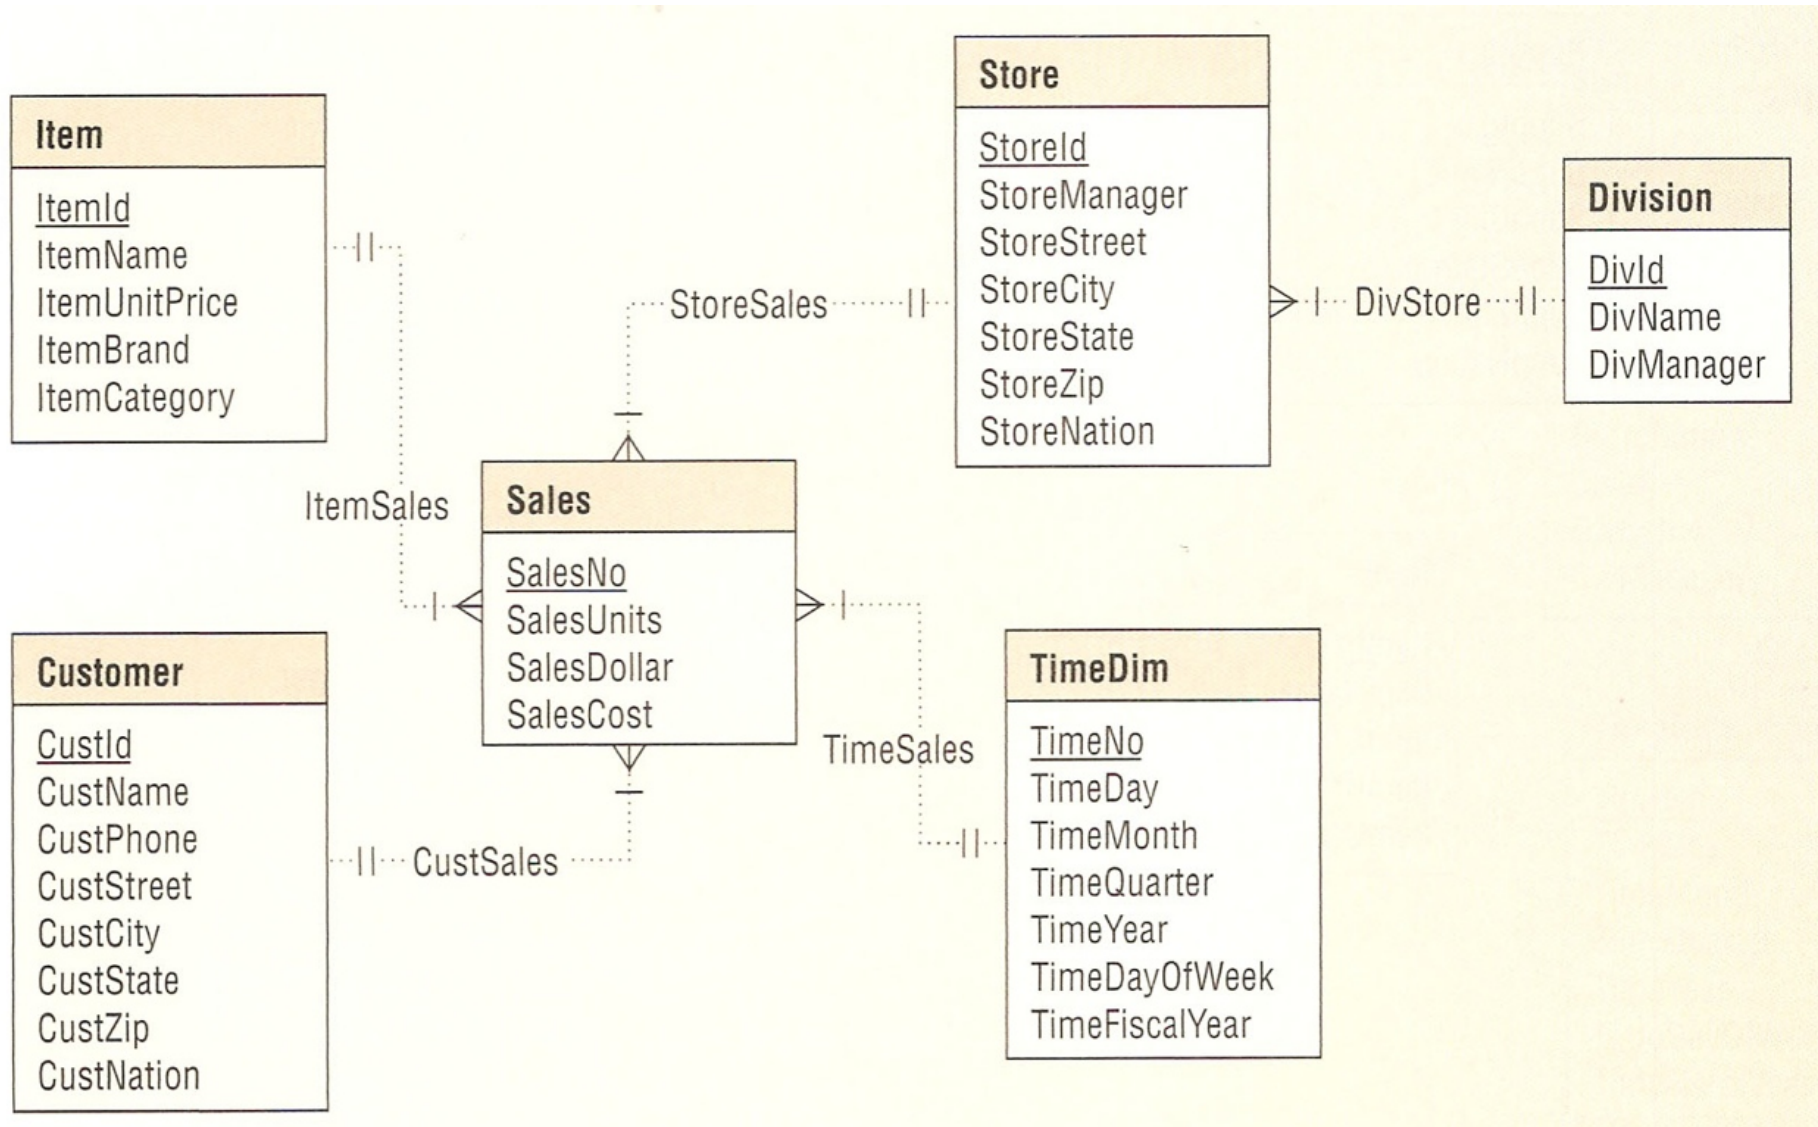 Item
ItemId
ItemName
ItemUnitPrice
ItemBrand
ItemCategory
Store
StoreId
StoreManager
StoreStreet
StoreCity
StoreState
StoreZip
StoreNation
Division
DivId
DivName
DivManager
StoreSales
DivStore
ItemSales
Sales
SalesNo
SalesUnits
SalesDollar
SalesCost
Customer
CustId
CustName
CustPhone
CustStreet
CustCity
CustState
CustZip
CustNation
CustSales
TimeSales
TimeDim
TimeNo
TimeDay
TimeMonth
TimeQuarter
TimeYear
TimeDayOfWeek
TimeFiscalYear